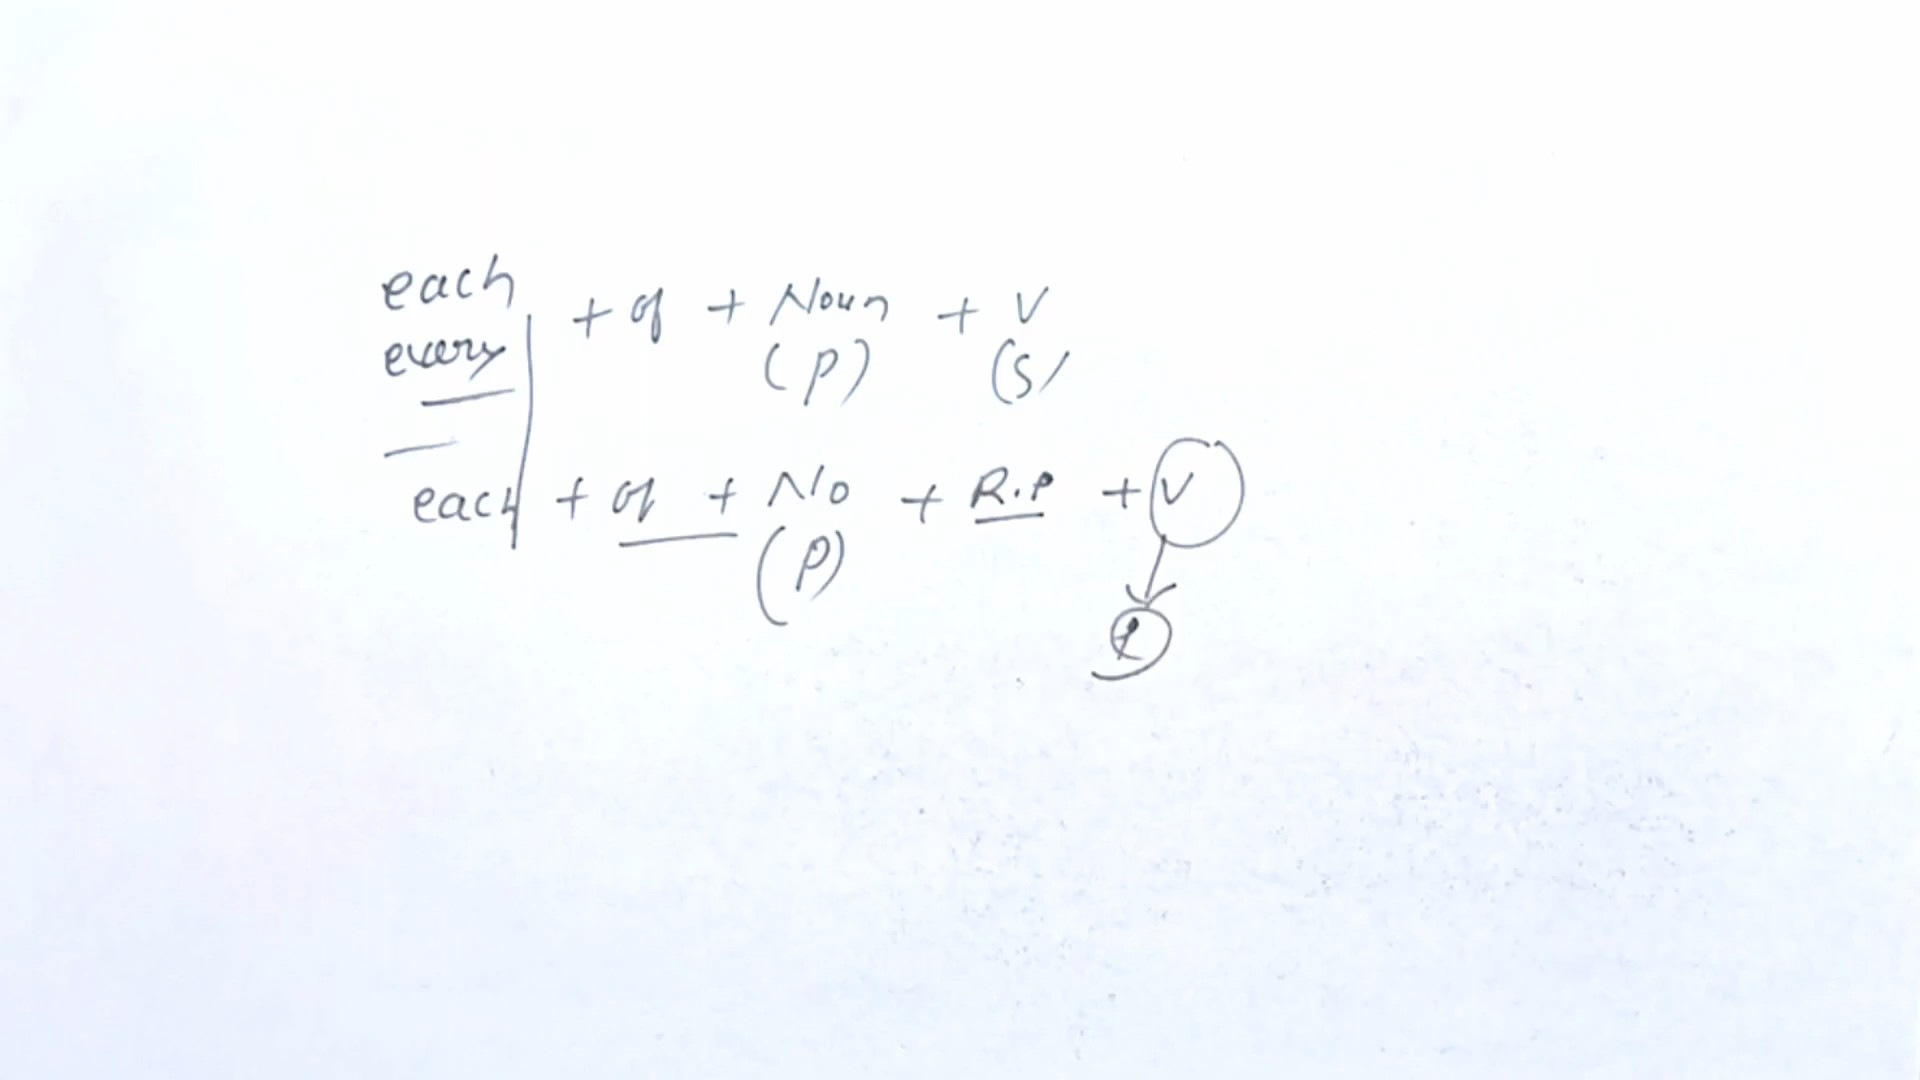 each
every
+ of + Noun + V
(P) (S)
each + of + No + R.P + V
(P)